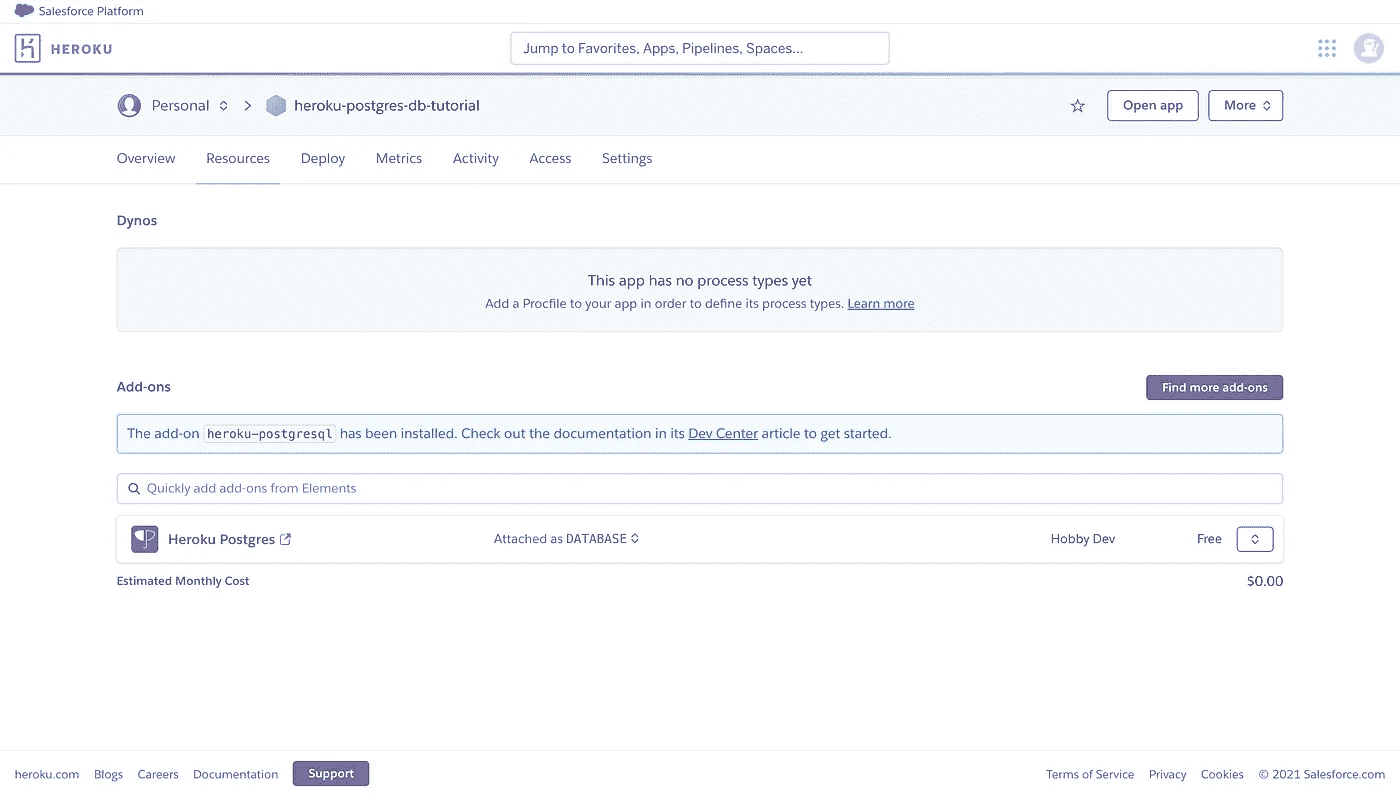 Salesforce Platform
HEROKU
Jump to Favorites, Apps, Pipelines, Spaces...
Personal
heroku-postgres-db-tutorial
Open app
More
Overview Resources Deploy Metrics Activity Access Settings
Dynos
This app has no process types yet
Add a Procfile to your app in order to define its process types. Learn more
Add-ons
Find more add-ons
The add-on heroku-postgresql has been installed. Check out the documentation in its Dev Center article to get started.
Quickly add add-ons from Elements
Heroku Postgres Attached as DATABASE Hobby Dev Free
Estimated Monthly Cost $0.00
heroku.com Blogs Careers Documentation Support Terms of Service Privacy Cookies © 2021 Salesforce.com